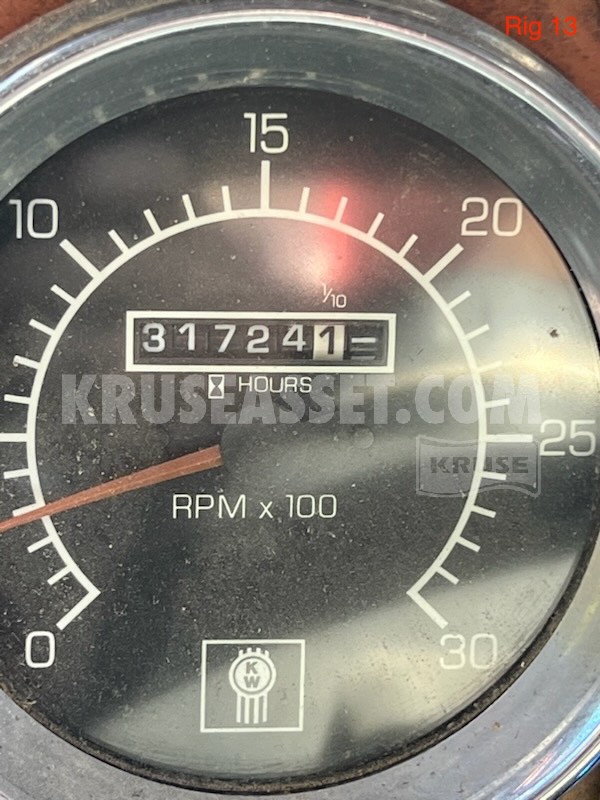 Rig 13
15
10
20
1/10
317241
HOURS
KRUSEASSET.COM
25
KRUSE
RPM x 100
0
30
KW